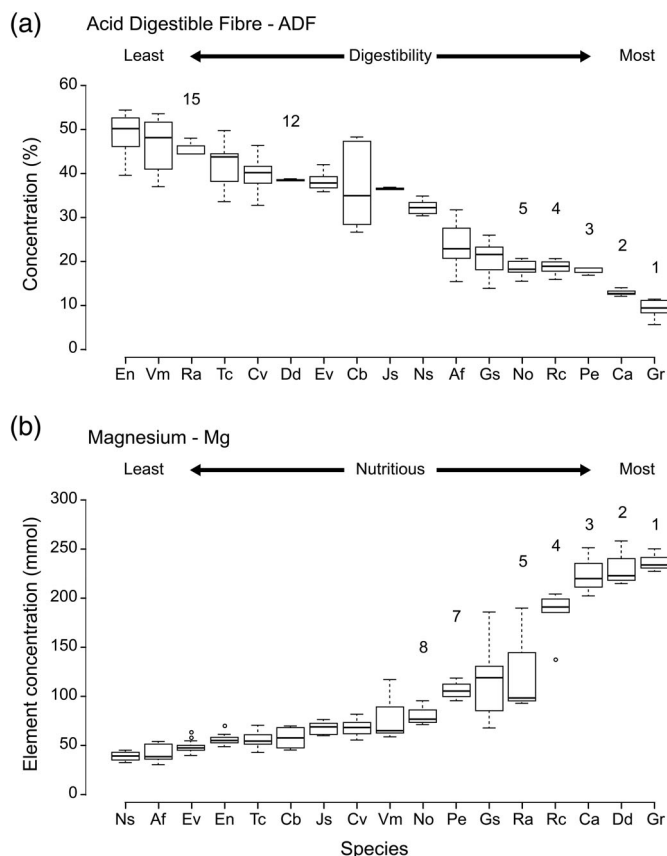 (a) Acid Digestible Fibre - ADF
Least Digestibility Most
Concentration (%)
60
50
40
30
20
10
0
15 12 5 4 3 2 1
En Vm Ra Tc Cv Dd Ev Cb Js Ns Af Gs No Rc Pe Ca Gr
(b) Magnesium - Mg
Least Nutritious Most
Element concentration (mmol)
300
250
200
150
100
50
0
8 7 5 4 3 2 1
Ns Af Ev En Tc Cb Js Cv Vm No Pe Gs Ra Rc Ca Dd Gr
Species